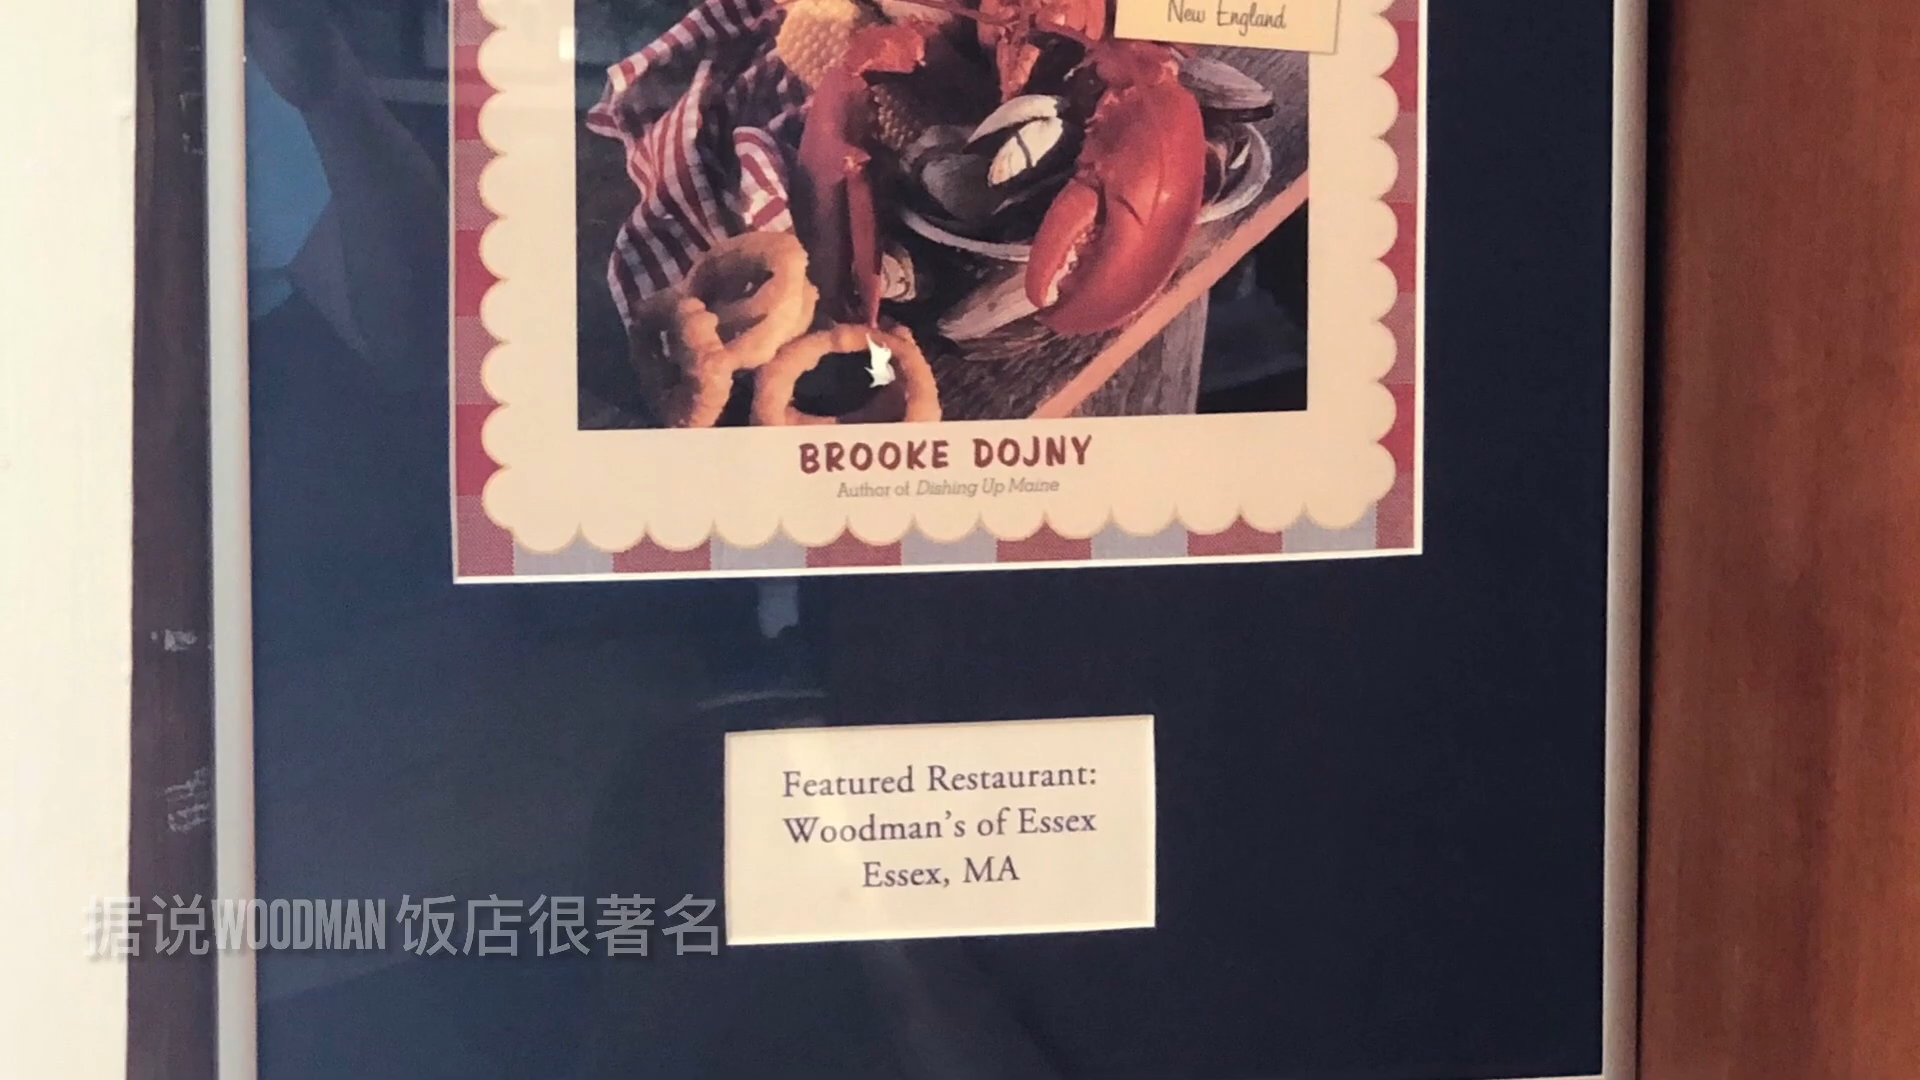 New England
BROOKE DOJNY
Author of Dishing Up Maine
Featured Restaurant:
Woodman's of Essex
Essex, MA
据说WOODMAN饭店很著名